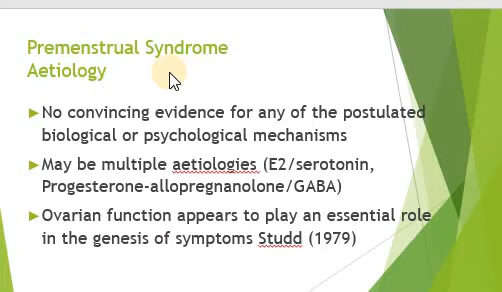 Premenstrual Syndrome
Aetiology
No convincing evidence for any of the postulated
biological or psychological mechanisms
May be multiple aetiologies (E2/serotonin,
Progesterone-allopregnanolone/GABA)
Ovarian function appears to play an essential role
in the genesis of symptoms Studd (1979)